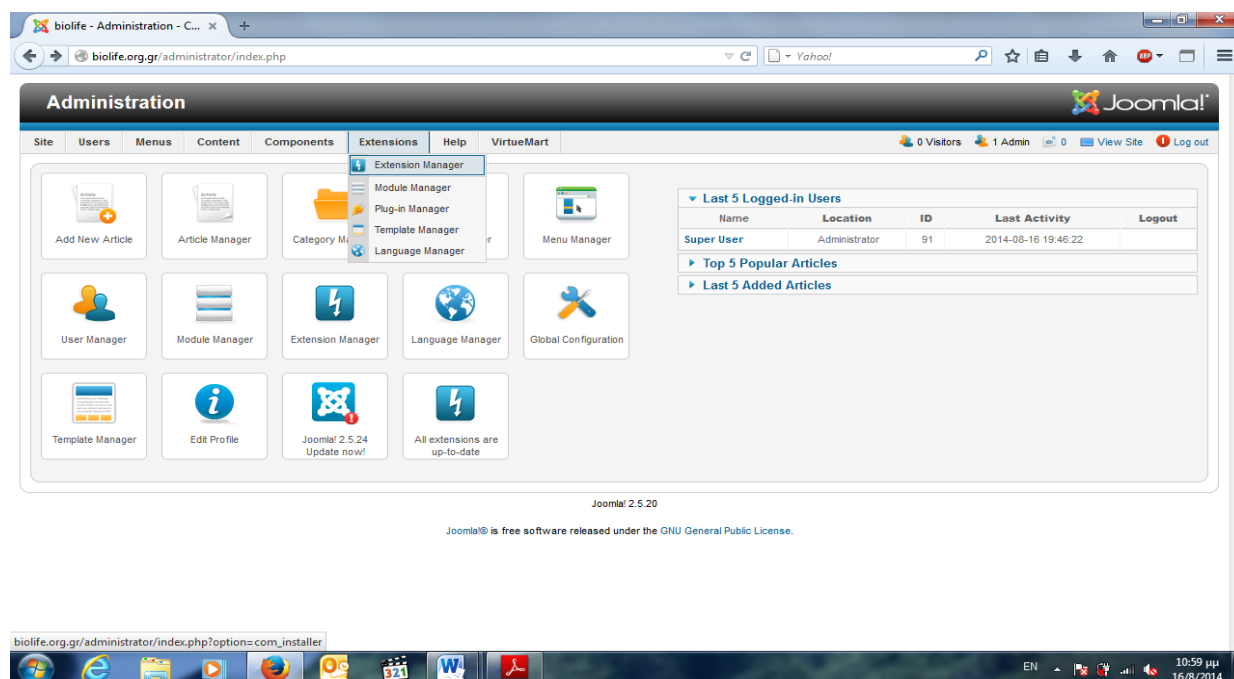 biolife - Administration - C...
biolife.org.gr/administrator/index.php
Yahoo!
ABP
Administration
Joomla!
Site Users Menus Content Components Extensions Help VirtueMart
0 Visitors 1 Admin 0 View Site Log out
Extension Manager
Module Manager
Plug-in Manager
Template Manager
Language Manager
Add New Article
Article Manager
Category Ma
r
Menu Manager
User Manager
Module Manager
Extension Manager
Language Manager
Global Configuration
Template Manager
Edit Profile
Joomla! 2.5.24
Update now!
All extensions are
up-to-date
Last 5 Logged-in Users
Name Location ID Last Activity Logout
Super User Administrator 91 2014-08-16 19:46:22
Top 5 Popular Articles
Last 5 Added Articles
Joomla! 2.5.20
Joomla!® is free software released under the GNU General Public License.
biolife.org.gr/administrator/index.php?option=com_installer
321
EN
10:59 μμ
16/8/2014